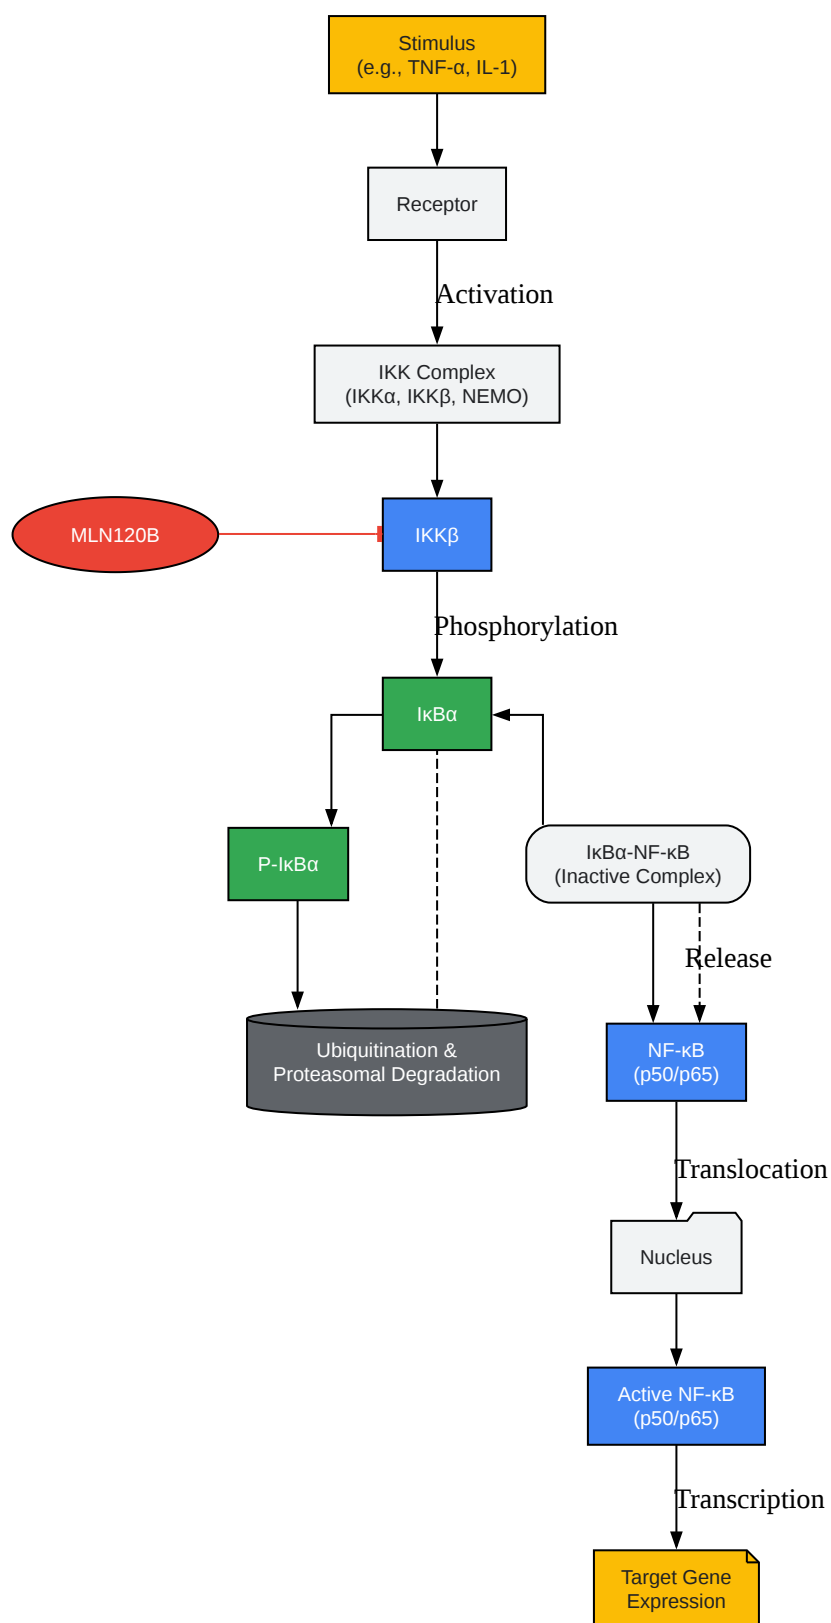 Stimulus
(e.g., TNF-α, IL-1)
Receptor
Activation
IKK Complex
(IKKα, IKKβ, NEMO)
MLN120B
IKKβ
Phosphorylation
IκBα
P-IκBα
IκBα-NF-κB
(Inactive Complex)
Release
Ubiquitination &
Proteasomal Degradation
NF-κB
(p50/p65)
Translocation
Nucleus
Active NF-κB
(p50/p65)
Transcription
Target Gene
Expression